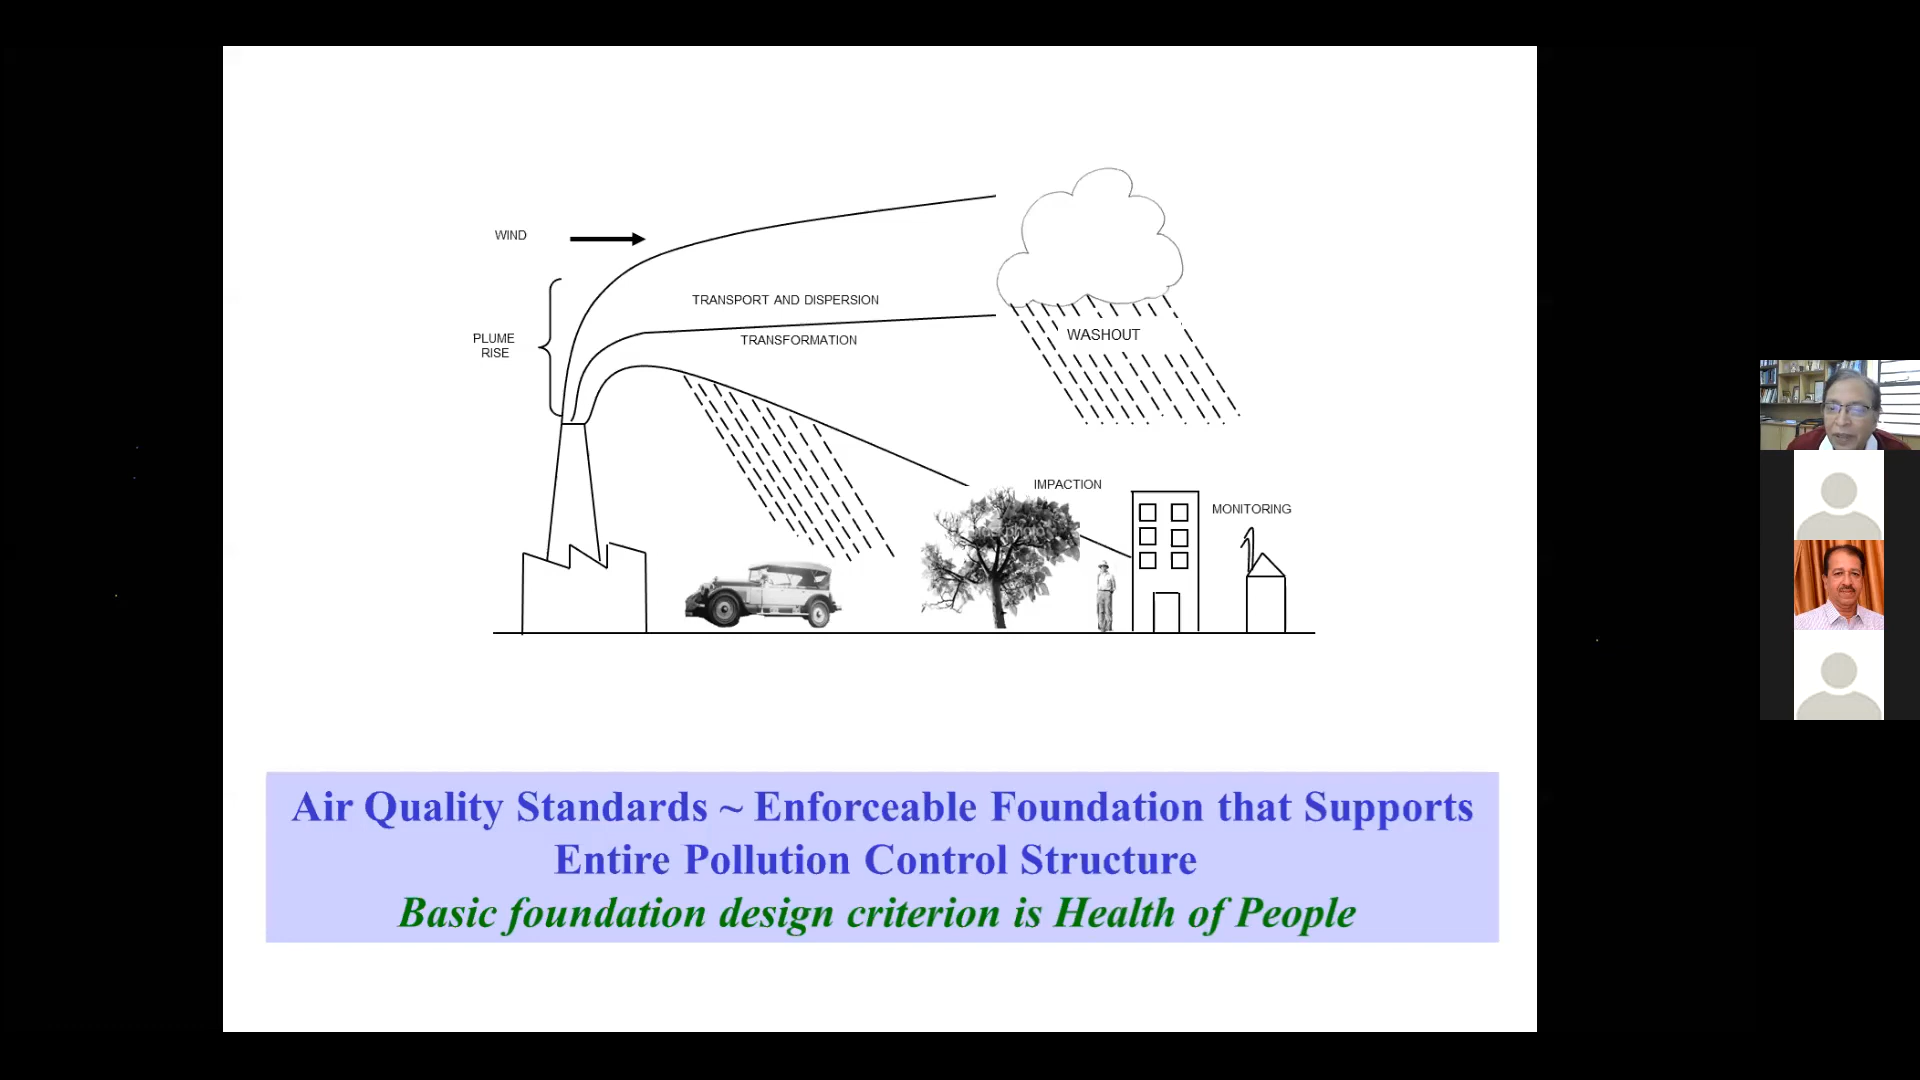 WIND
PLUME
RISE
TRANSPORT AND DISPERSION
TRANSFORMATION
WASHOUT
IMPACTION
MONITORING
Air Quality Standards ~ Enforceable Foundation that Supports
Entire Pollution Control Structure
Basic foundation design criterion is Health of People